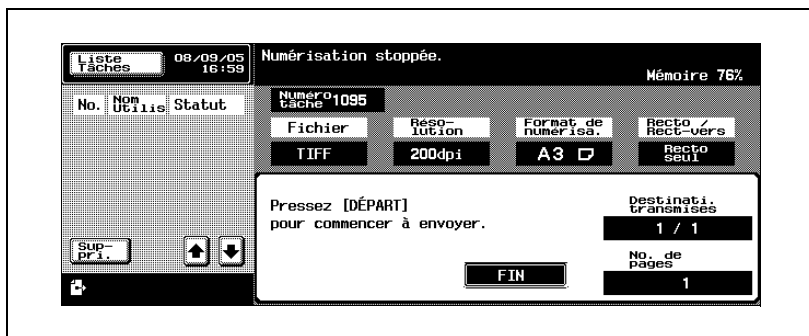 Liste
Tâches
08/09/05
16:59
Numérisation stoppée.
Mémoire 76%
No. Nom
Utilis Statut
Numéro
tâche 1095
Fichier
Réso-
lution
Format de
numérisa.
Recto /
Rect-vers
TIFF
200dpi
A3
Recto
seul
Pressez [DÉPART]
pour commencer à envoyer.
Destinati.
transmises
1 / 1
No. de
pages
1
FIN
Sup-
pri.